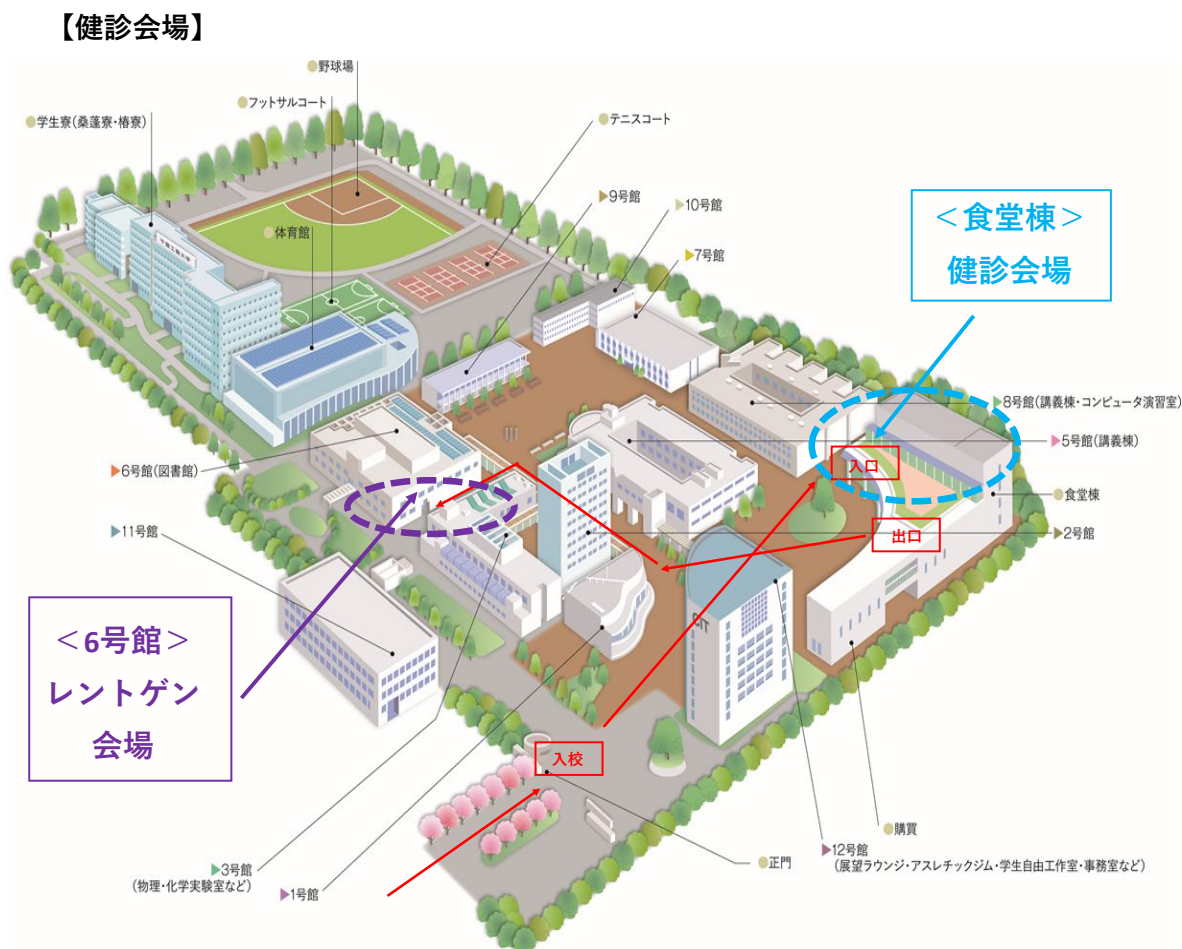 【健診会場】
野球場
フットサルコート
学生寮(桑蓬寮・椿寮)
テニスコート
9号館
10号館
体育館
7号館
＜食堂棟＞
健診会場
8号館(講義棟・コンピュータ演習室)
5号館(講義棟)
入口
6号館(図書館)
食堂棟
11号館
2号館
出口
CIT
＜6号館＞
レントゲン
会場
入校
購買
12号館
(展望ラウンジ・アスレチックジム・学生自由工作室・事務室など)
正門
3号館
(物理・化学実験室など)
1号館
千葉工業大学